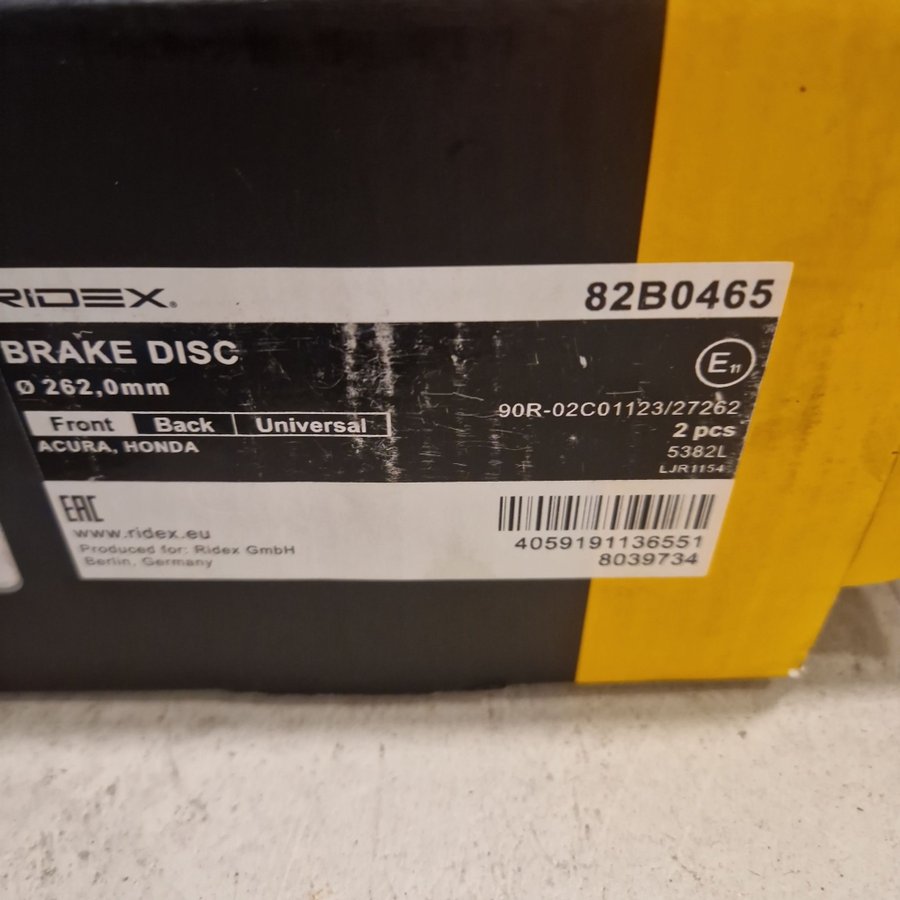 RIDEX® 82B0465
BRAKE DISC
Ø 262,0mm
E11
90R-02C01123/27262
Front Back Universal
2 pcs
ACURA, HONDA
5382L
LJR1154
EAC
www.ridex.eu
Produced for: Ridex GmbH
Berlin, Germany
4059191136551
8039734